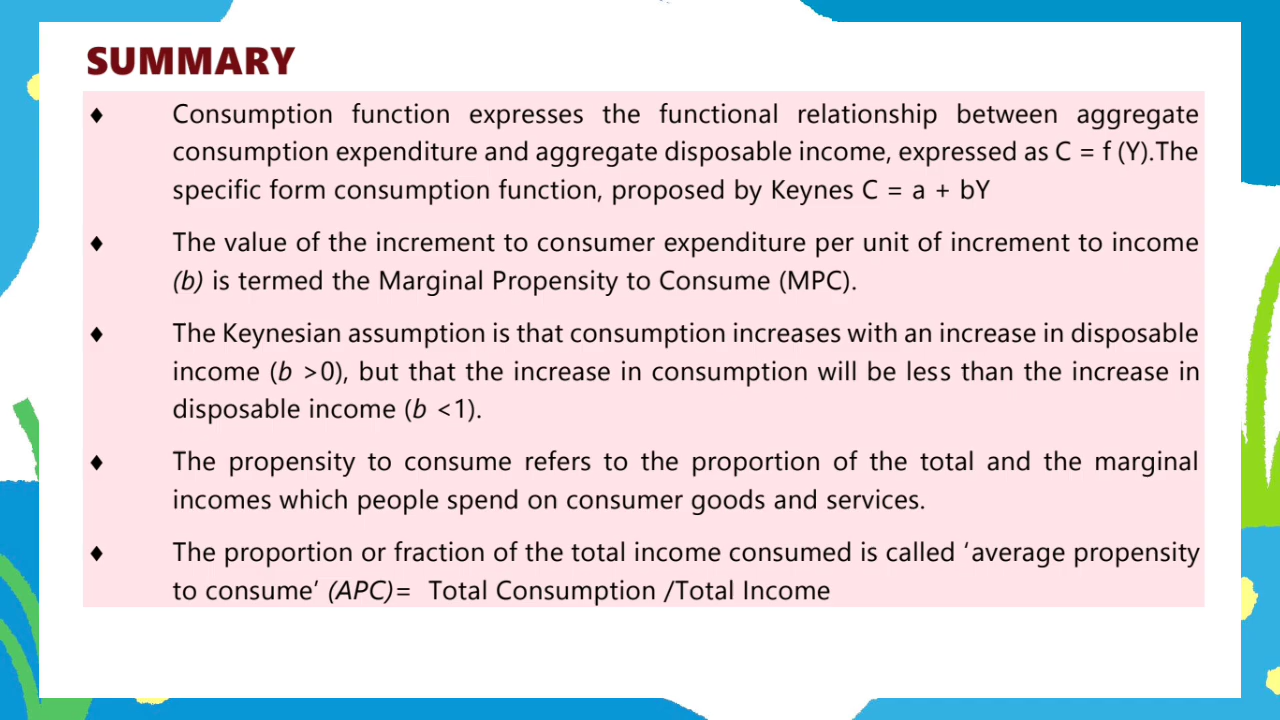 SUMMARY
♦ Consumption function expresses the functional relationship between aggregate
consumption expenditure and aggregate disposable income, expressed as C = f (Y).The
specific form consumption function, proposed by Keynes C = a + bY
♦ The value of the increment to consumer expenditure per unit of increment to income
(b) is termed the Marginal Propensity to Consume (MPC).
♦ The Keynesian assumption is that consumption increases with an increase in disposable
income (b >0), but that the increase in consumption will be less than the increase in
disposable income (b <1).
♦ The propensity to consume refers to the proportion of the total and the marginal
incomes which people spend on consumer goods and services.
♦ The proportion or fraction of the total income consumed is called ‘average propensity
to consume’ (APC)= Total Consumption /Total Income